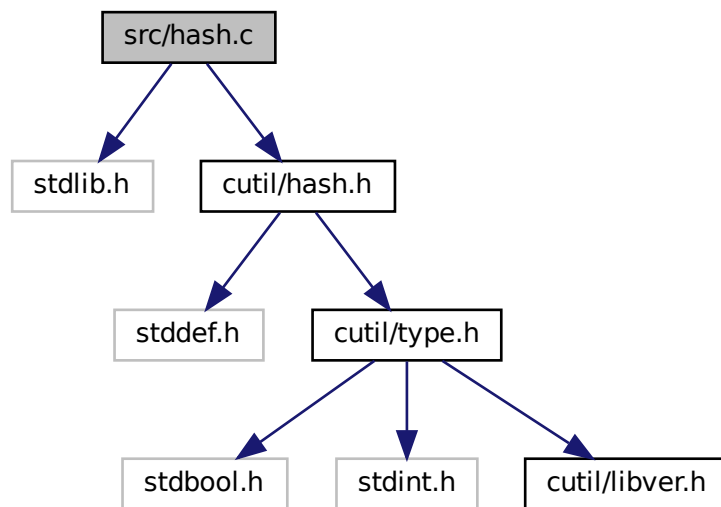 src/hash.c
stdlib.h
cutil/hash.h
stddef.h
cutil/type.h
stdbool.h
stdint.h
cutil/libver.h